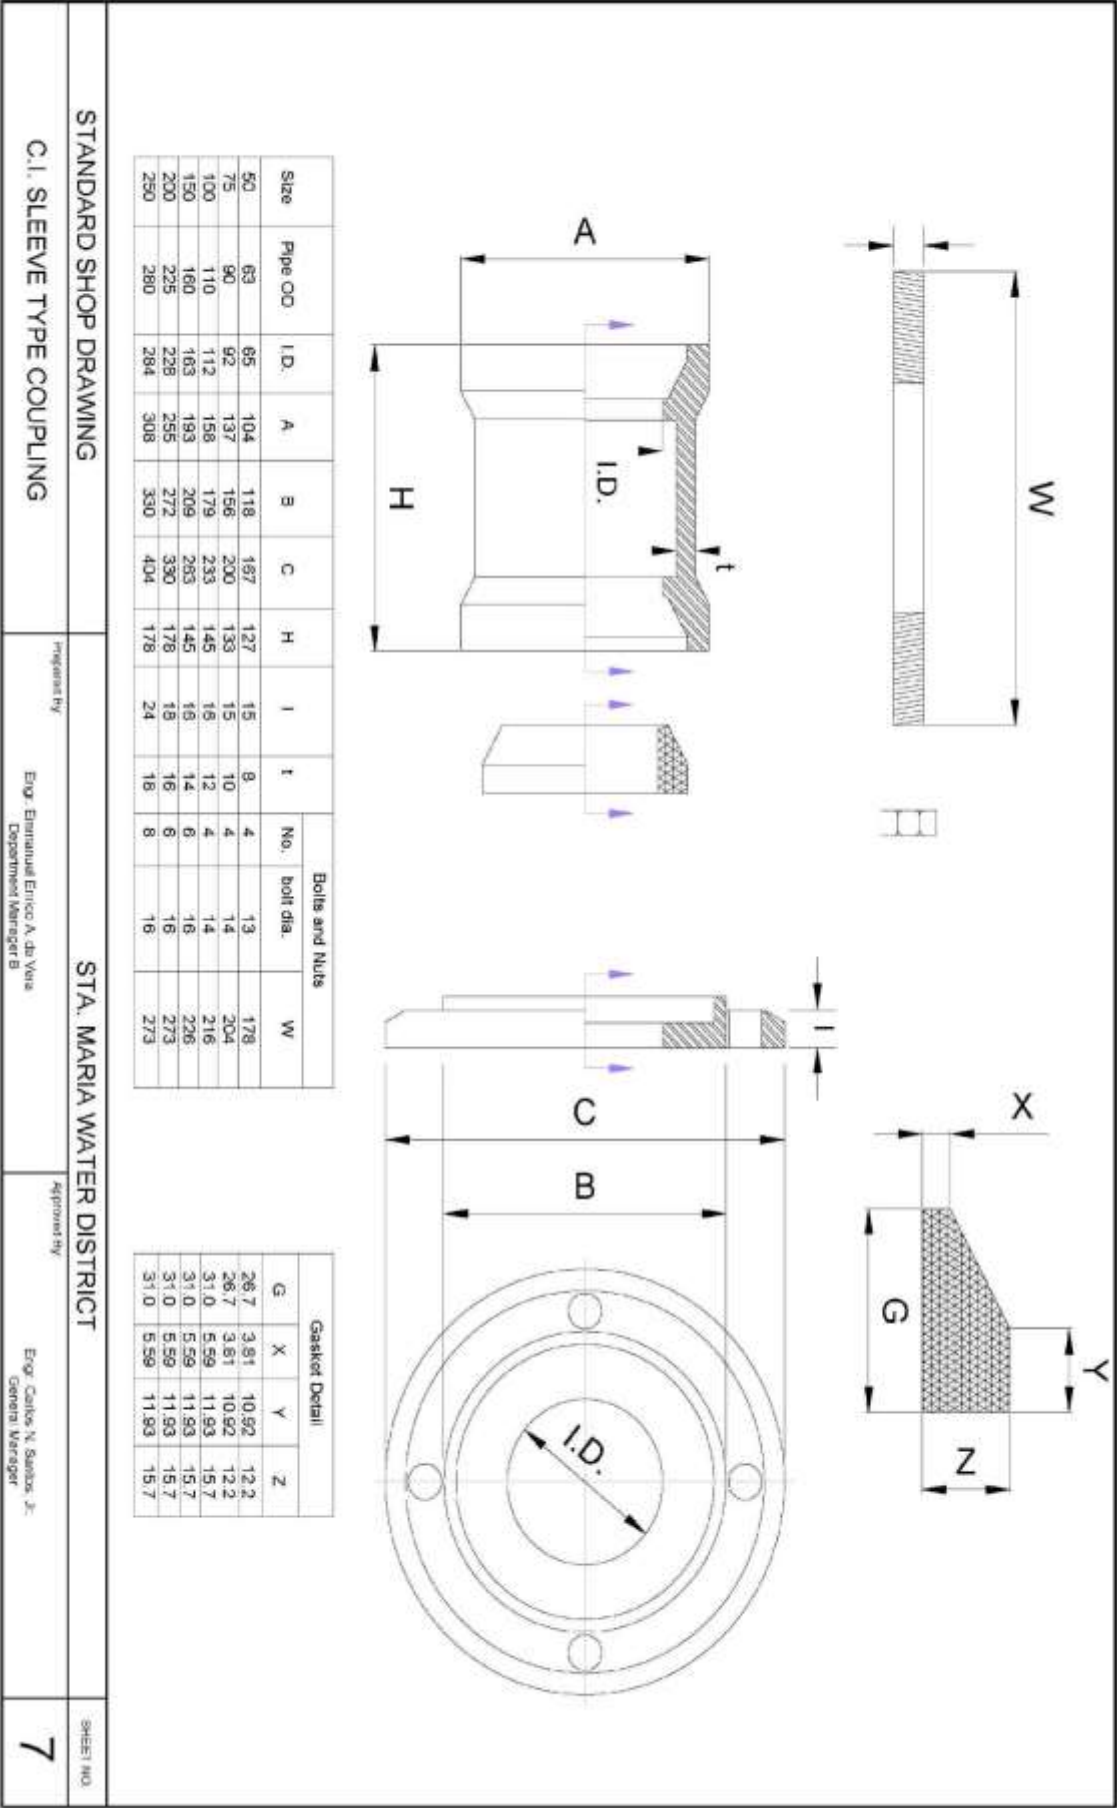 W
X
Y
G
Z
A
I.D.
t
H
I
C
B
I.D.
Bolts and Nuts
Size Pipe OD I.D. A B C H I t No. bolt dia. W
50 63 65 104 118 167 127 15 8 4 13 178
75 90 92 137 156 200 133 15 10 4 14 204
100 110 112 158 179 233 145 16 12 4 14 216
150 160 163 193 209 263 145 16 14 6 16 226
200 225 228 255 272 330 178 18 16 6 16 273
250 280 284 308 330 404 178 24 18 8 16 273
Gasket Detail
G X Y Z
26.7 3.81 10.92 12.2
26.7 3.81 10.92 12.2
31.0 5.59 11.93 15.7
31.0 5.59 11.93 15.7
31.0 5.59 11.93 15.7
31.0 5.59 11.93 15.7
STANDARD SHOP DRAWING
STA. MARIA WATER DISTRICT
SHEET NO.
C.I. SLEEVE TYPE COUPLING
Prepared By:
Engr. Emmanuel Enrico A. de Vera
Department Manager B
Approved By:
Engr. Carlos N. Santos, Jr.
General Manager
7